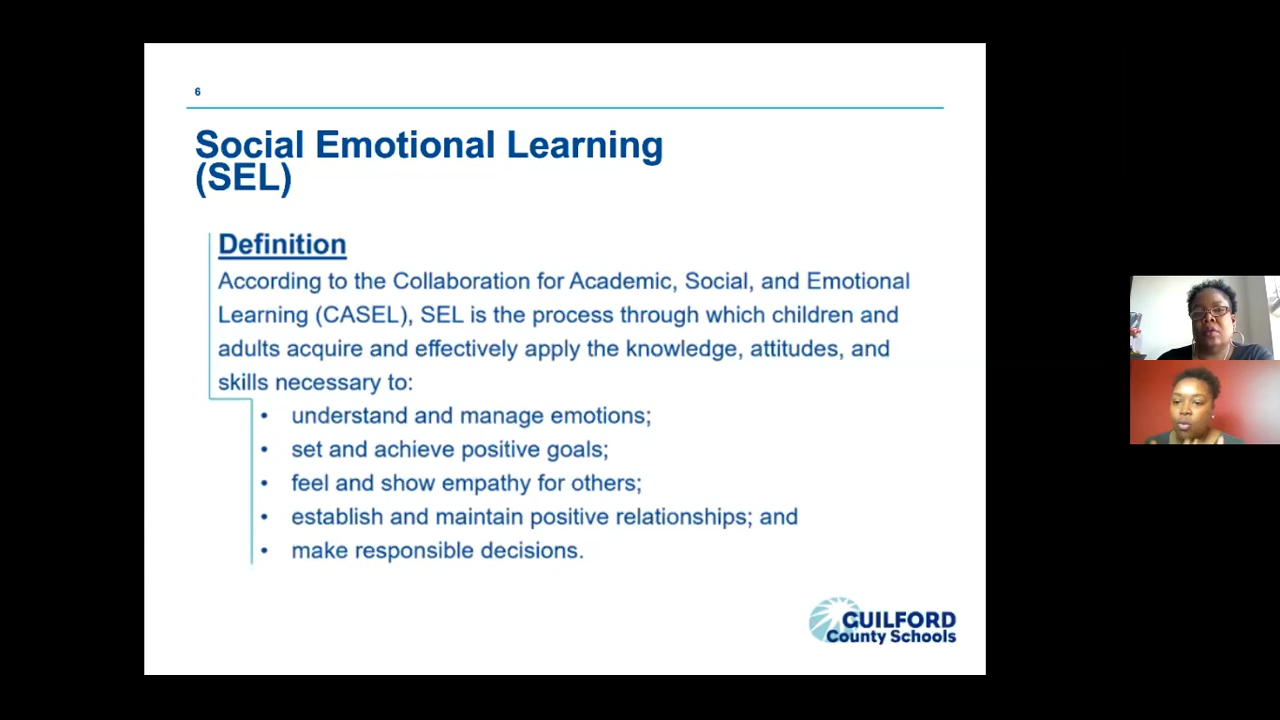 6
Social Emotional Learning
(SEL)
Definition
According to the Collaboration for Academic, Social, and Emotional
Learning (CASEL), SEL is the process through which children and
adults acquire and effectively apply the knowledge, attitudes, and
skills necessary to:
• understand and manage emotions;
• set and achieve positive goals;
• feel and show empathy for others;
• establish and maintain positive relationships; and
• make responsible decisions.
GUILFORD
County Schools